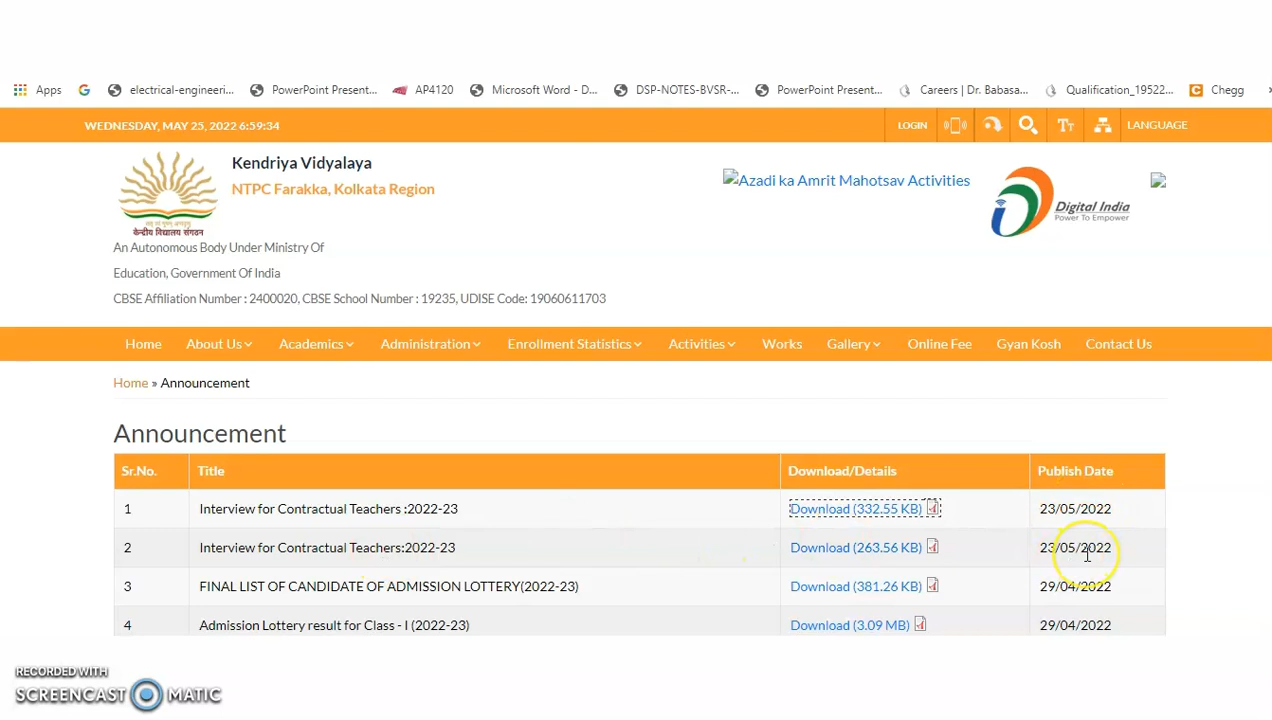 Apps electrical-engineeri... PowerPoint Present... AP4120 Microsoft Word - D... DSP-NOTES-BVSR-... PowerPoint Present... Careers | Dr. Babasa... Qualification_19522... Chegg »
WEDNESDAY, MAY 25, 2022 6:59:34 LOGIN TT LANGUAGE
Kendriya Vidyalaya
NTPC Farakka, Kolkata Region
Azadi ka Amrit Mahotsav Activities
Digital India
Power To Empower
केन्द्रीय विद्यालय संगठन
An Autonomous Body Under Ministry Of
Education, Government Of India
CBSE Affiliation Number : 2400020, CBSE School Number : 19235, UDISE Code: 19060611703
Home About Us Academics Administration Enrollment Statistics Activities Works Gallery Online Fee Gyan Kosh Contact Us
Home » Announcement
Announcement
Sr.No. Title Download/Details Publish Date
1 Interview for Contractual Teachers :2022-23 Download (332.55 KB) 23/05/2022
2 Interview for Contractual Teachers:2022-23 Download (263.56 KB) 23/05/2022
3 FINAL LIST OF CANDIDATE OF ADMISSION LOTTERY(2022-23) Download (381.26 KB) 29/04/2022
4 Admission Lottery result for Class - I (2022-23) Download (3.09 MB) 29/04/2022
RECORDED WITH
SCREENCAST MATIC